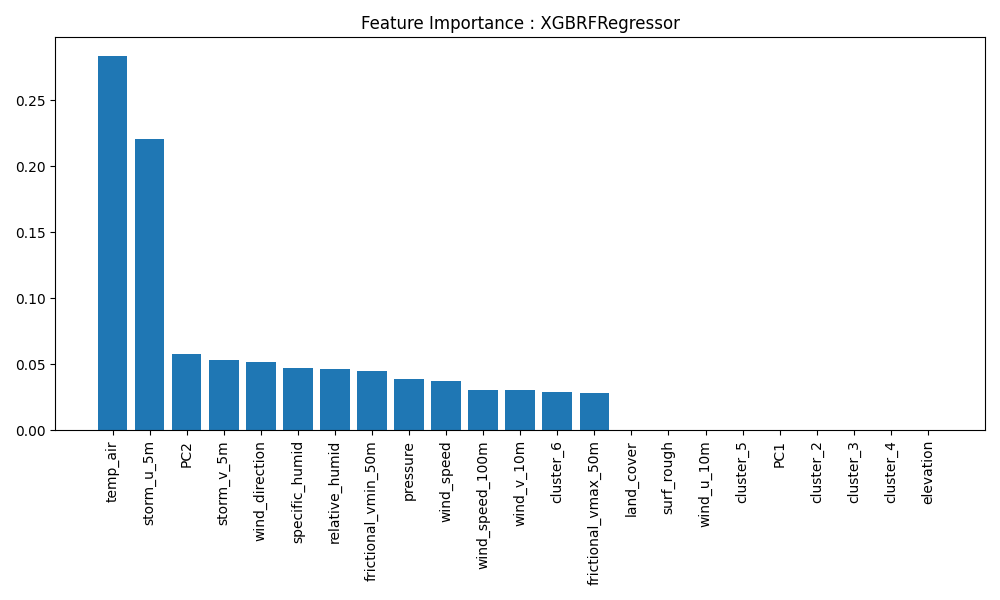 Feature Importance : XGBRFRegressor
0.25
0.20
0.15
0.10
0.05
0.00
temp_air
storm_u_5m
PC2
storm_v_5m
wind_direction
specific_humid
relative_humid
frictional_vmin_50m
pressure
wind_speed
wind_speed_100m
wind_v_10m
cluster_6
frictional_vmax_50m
land_cover
surf_rough
wind_u_10m
cluster_5
PC1
cluster_2
cluster_3
cluster_4
elevation